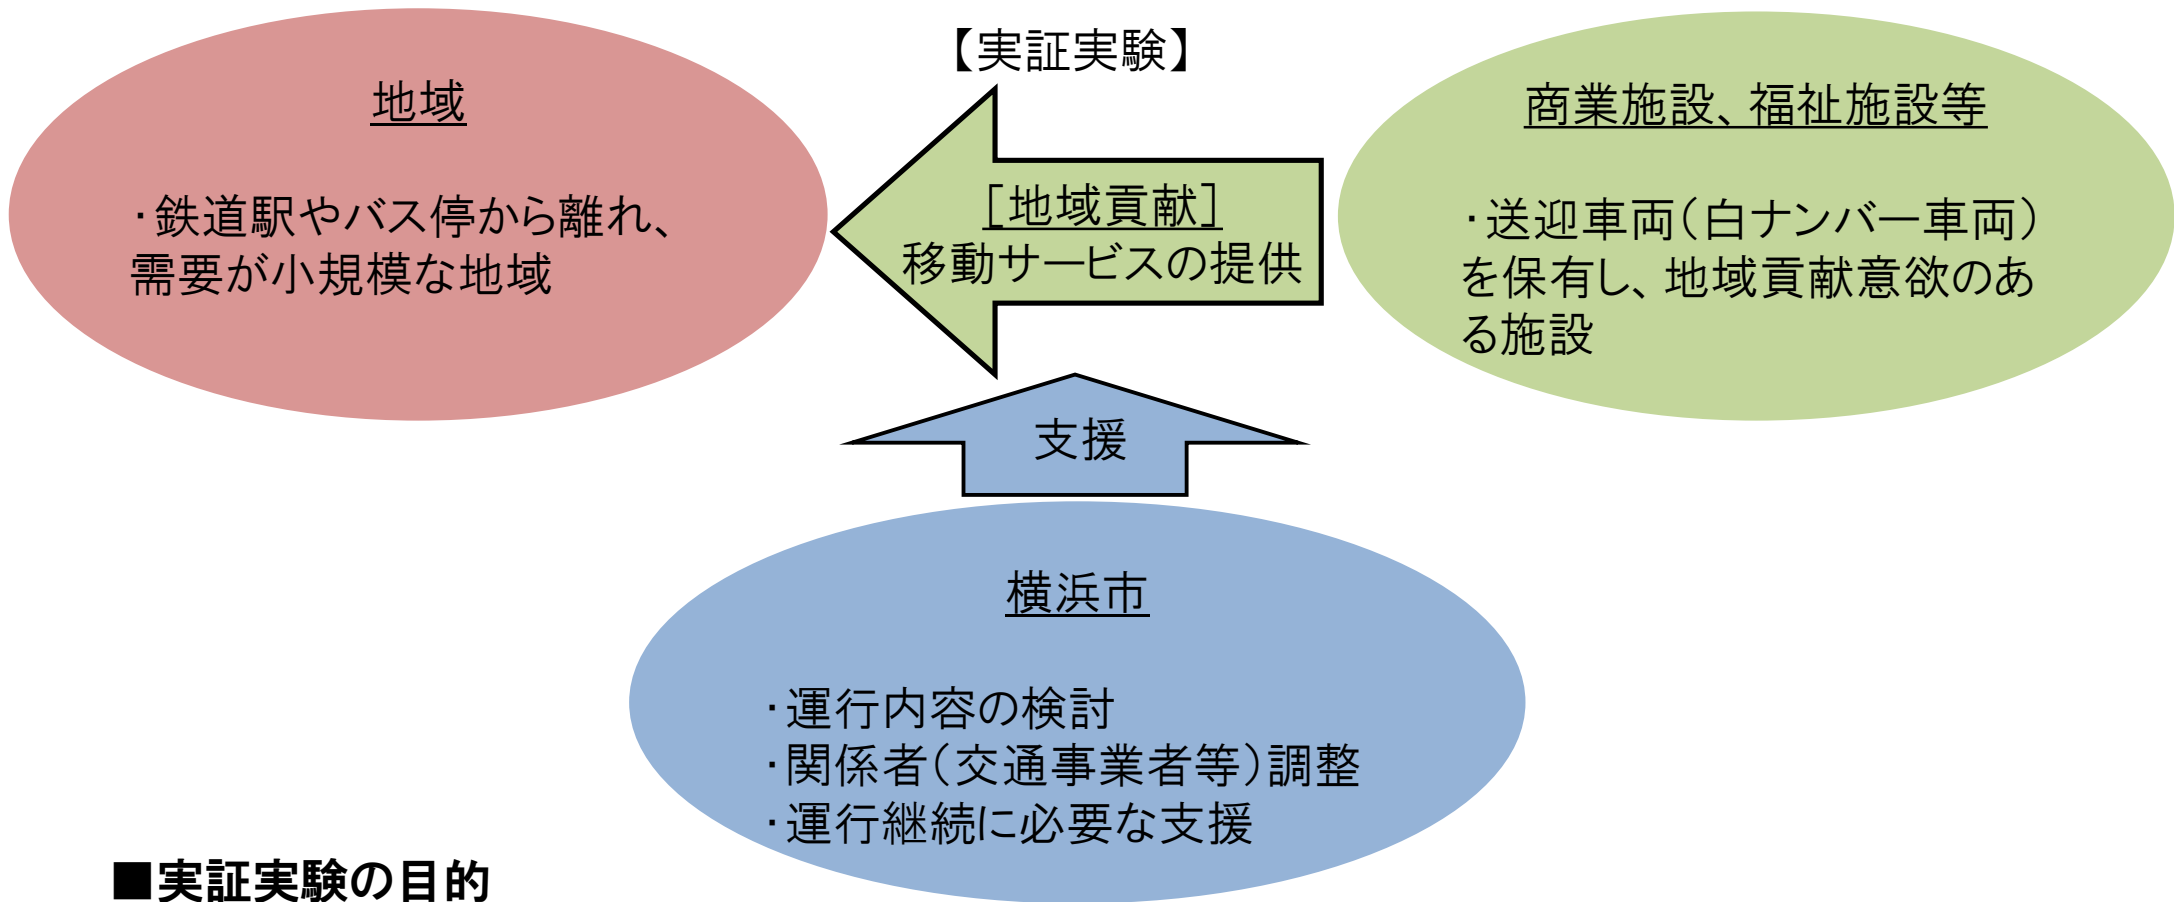 【実証実験】
地域
・鉄道駅やバス停から離れ、
需要が小規模な地域
[地域貢献]
移動サービスの提供
商業施設、福祉施設等
・送迎車両（白ナンバー車両）
を保有し、地域貢献意欲のあ
る施設
支援
横浜市
・運行内容の検討
・関係者（交通事業者等）調整
・運行継続に必要な支援
■実証実験の目的